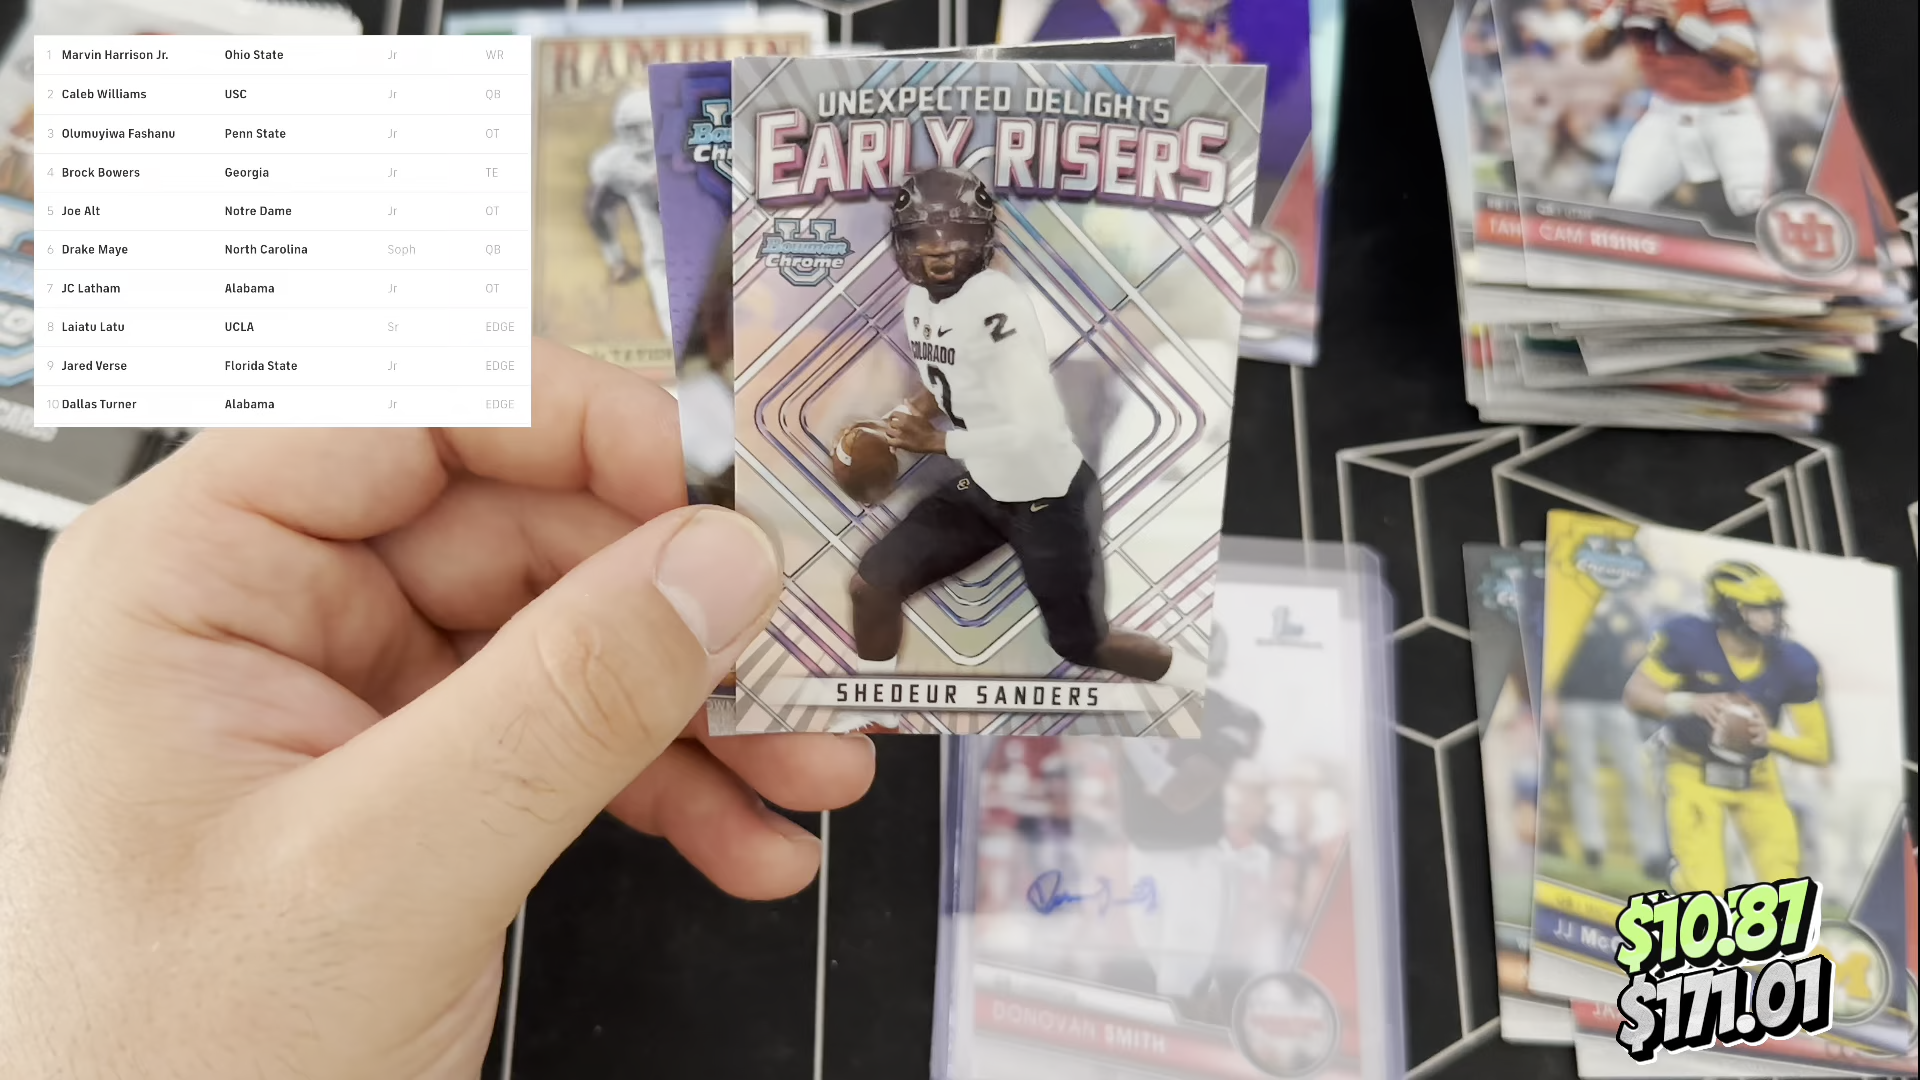 1 Marvin Harrison Jr. Ohio State Jr WR
2 Caleb Williams USC Jr QB
3 Olumuyiwa Fashanu Penn State Jr OT
4 Brock Bowers Georgia Jr TE
5 Joe Alt Notre Dame Jr OT
6 Drake Maye North Carolina Soph QB
7 JC Latham Alabama Jr OT
8 Laiatu Latu UCLA Sr EDGE
9 Jared Verse Florida State Jr EDGE
10 Dallas Turner Alabama Jr EDGE
UNEXPECTED DELIGHTS
EARLY RISERS
Bowman
Chrome
COLORADO
2
2
SHEDEUR SANDERS
CAM RISING
DONOVAN SMITH
JJ
$10.87
$171.01